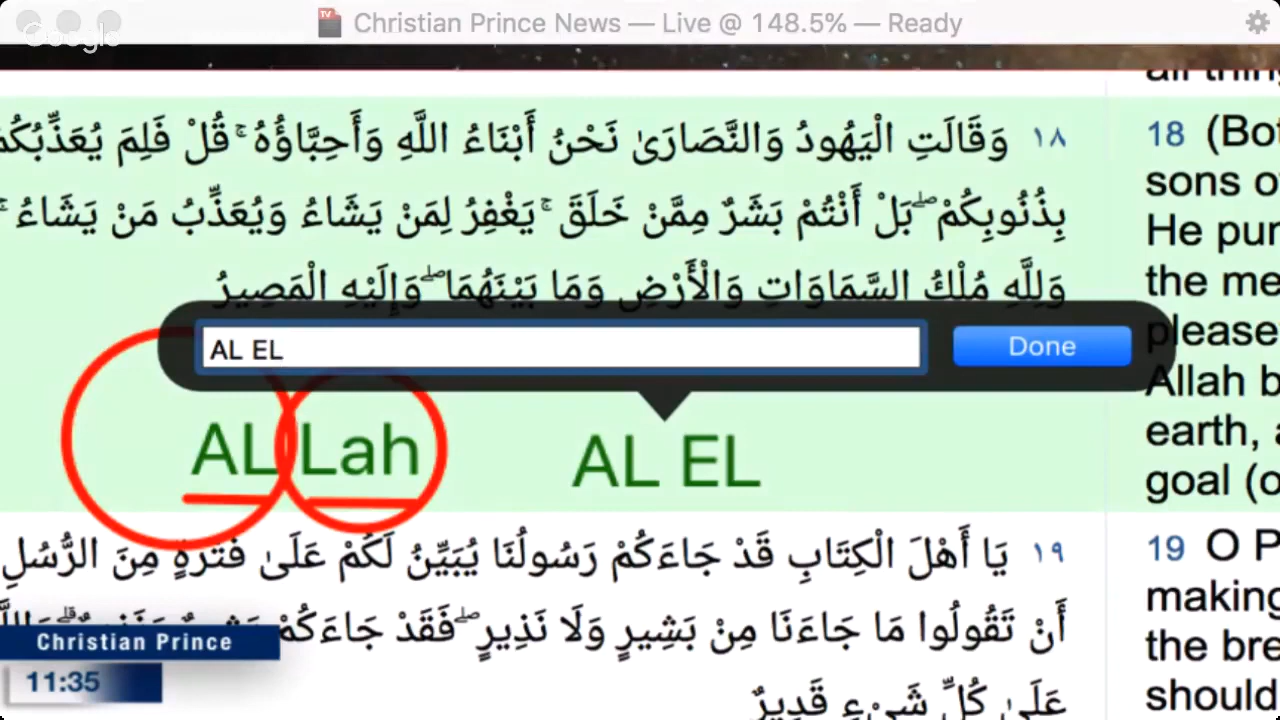 Christian Prince News — Live @ 148.5% — Ready
Google
١٨ وَقَالَتِ الْيَهُودُ وَالنَّصَارَىٰ نَحْنُ أَبْنَاءُ اللَّهِ وَأَحِبَّاؤُهُ ۚ قُلْ فَلِمَ يُعَذِّبُكُمْ
بِذُنُوبِكُمْ ۖ بَلْ أَنْتُمْ بَشَرٌ مِمَّنْ خَلَقَ ۚ يَغْفِرُ لِمَنْ يَشَاءُ وَيُعَذِّبُ مَنْ يَشَاءُ ۚ
وَلِلَّهِ مُلْكُ السَّمَاوَاتِ وَالْأَرْضِ وَمَا بَيْنَهُمَا ۖ وَإِلَيْهِ الْمَصِيرُ
18 (Bot
sons o
He pur
the me
please
Allah b
earth, a
goal (o
AL EL
Done
AL Lah AL EL
١٩ يَا أَهْلَ الْكِتَابِ قَدْ جَاءَكُمْ رَسُولُنَا يُبَيِّنُ لَكُمْ عَلَىٰ فَتْرَةٍ مِنَ الرُّسُلِ
أَنْ تَقُولُوا مَا جَاءَنَا مِنْ بَشِيرٍ وَلَا نَذِيرٍ ۖ فَقَدْ جَاءَكُمْ
عَلَىٰ كُلِّ شَيْءٍ قَدِيرٌ
19 O P
making
the bre
should
Christian Prince
11:35